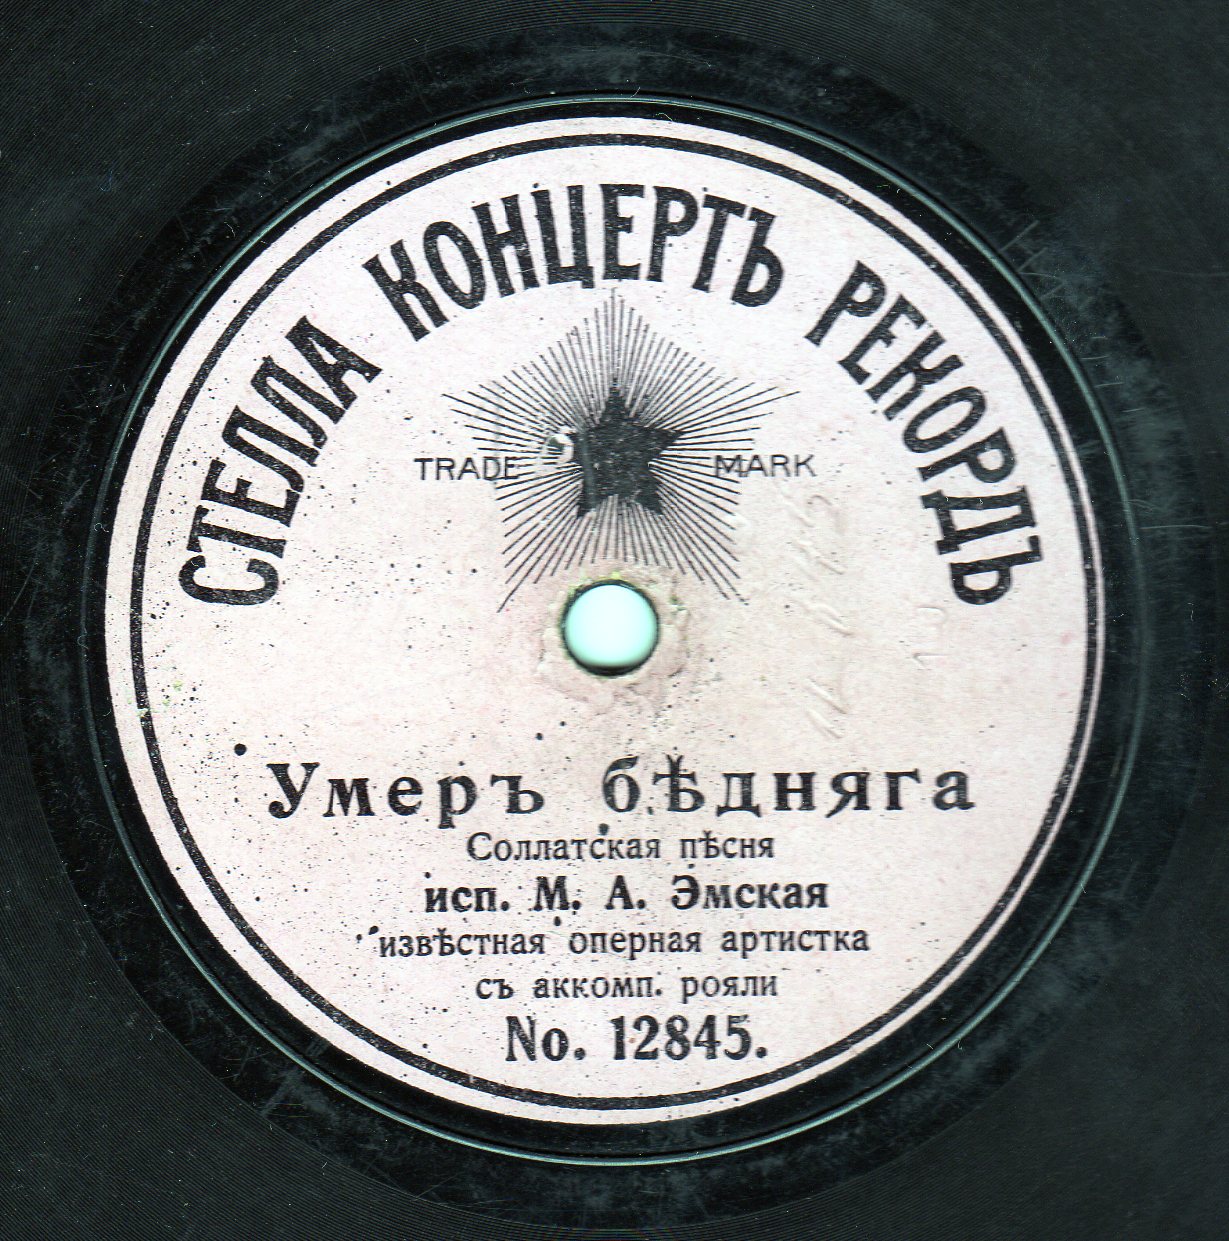 СТЕЛЛА КОНЦЕРТЪ РЕКОРДЪ
TRADE MARK
Умеръ бѣдняга
Соллатская пѣсня
исп. М. А. Эмская
извѣстная оперная артистка
съ аккомп. рояли
No. 12845.